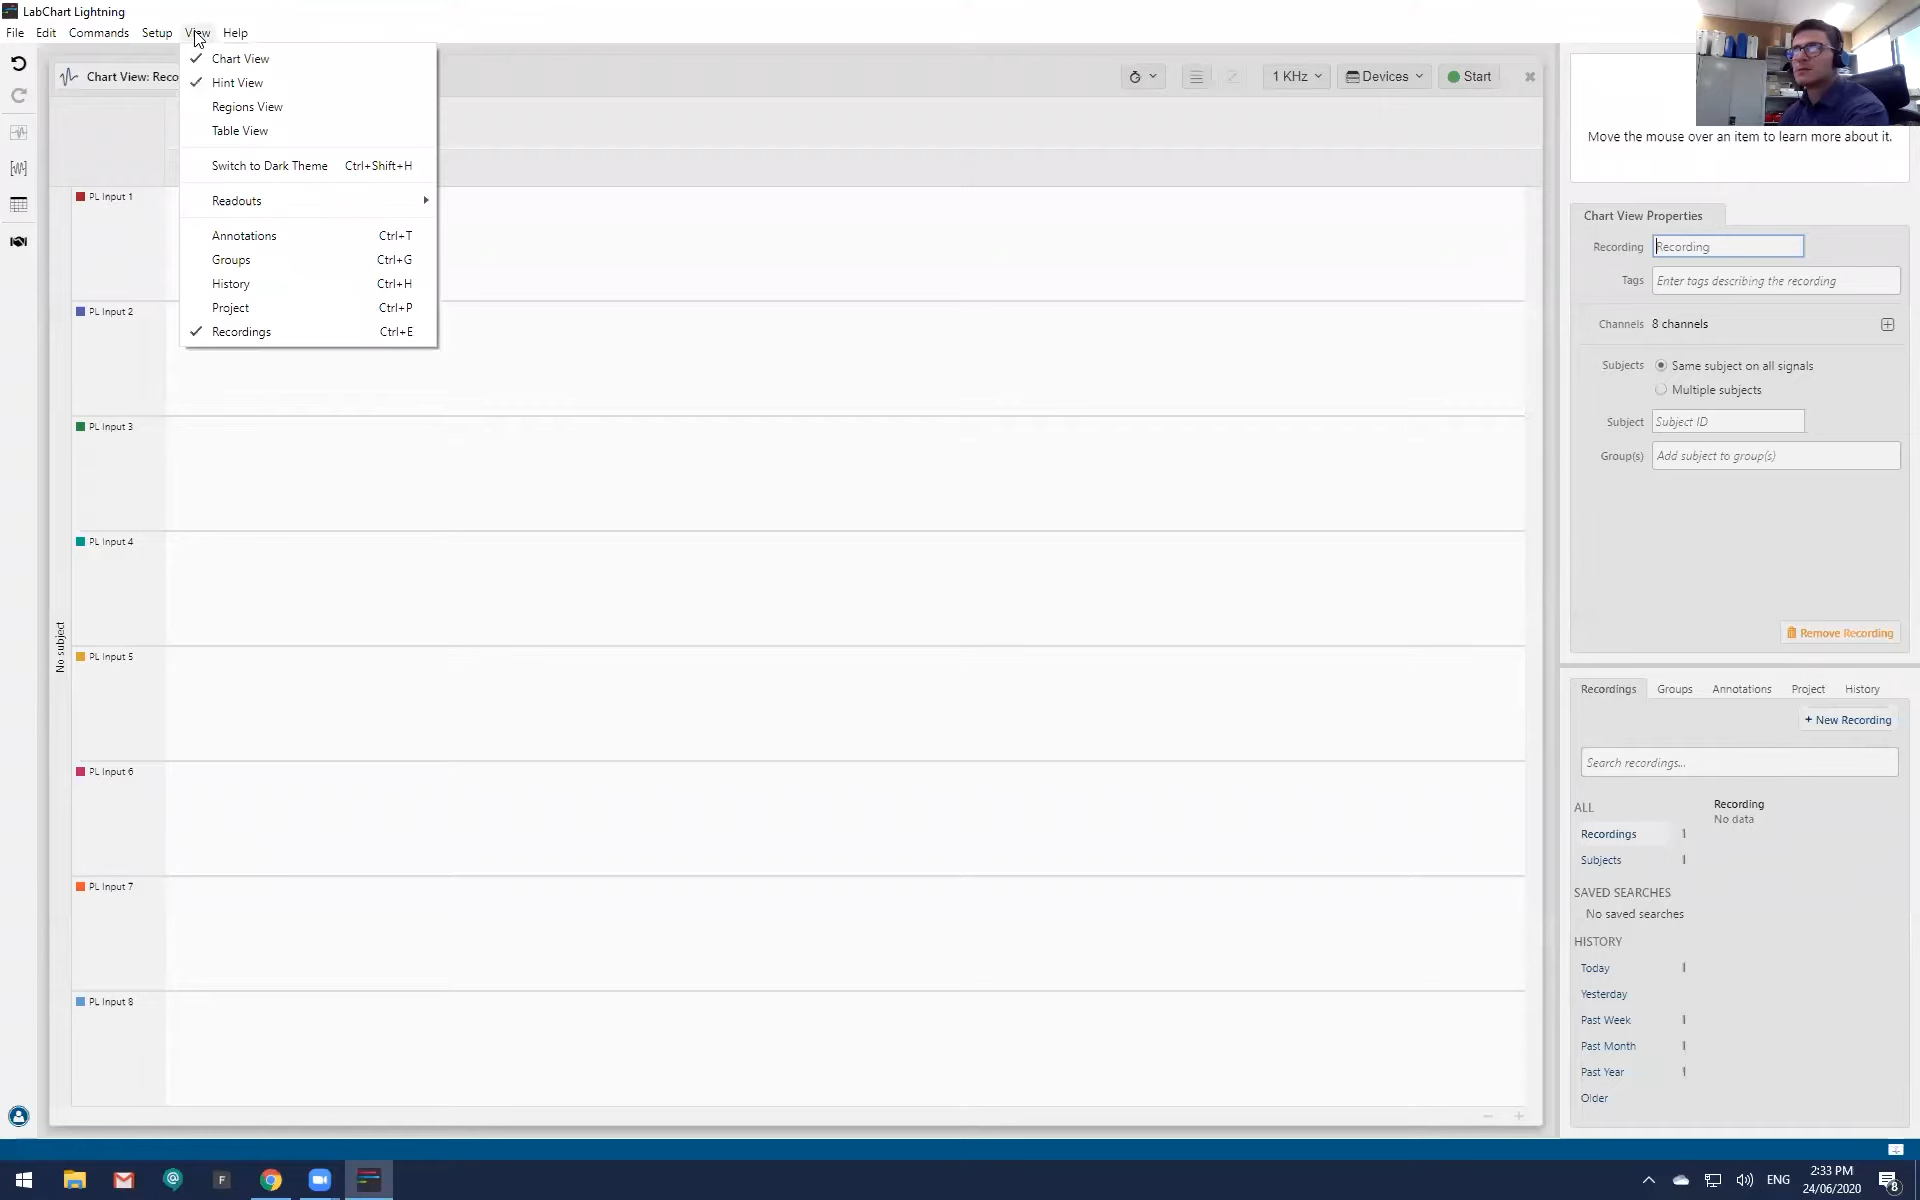 LabChart Lightning
File Edit Commands Setup View Help
Chart View: Reco
1 KHz Devices Start
Chart View
Hint View
Regions View
Table View
Switch to Dark Theme Ctrl+Shift+H
Readouts
Annotations Ctrl+T
Groups Ctrl+G
History Ctrl+H
Project Ctrl+P
Recordings Ctrl+E
PL Input 1
PL Input 2
PL Input 3
PL Input 4
PL Input 5
PL Input 6
PL Input 7
PL Input 8
No subject
Move the mouse over an item to learn more about it.
Chart View Properties
Recording Recording
Tags Enter tags describing the recording
Channels 8 channels
Subjects Same subject on all signals
Multiple subjects
Subject Subject ID
Group(s) Add subject to group(s)
Remove Recording
Recordings Groups Annotations Project History
+ New Recording
Search recordings...
ALL
Recordings 1
Subjects 1
Recording
No data
SAVED SEARCHES
No saved searches
HISTORY
Today 1
Yesterday
Past Week 1
Past Month 1
Past Year 1
Older
F
ENG
2:33 PM
24/06/2020
8